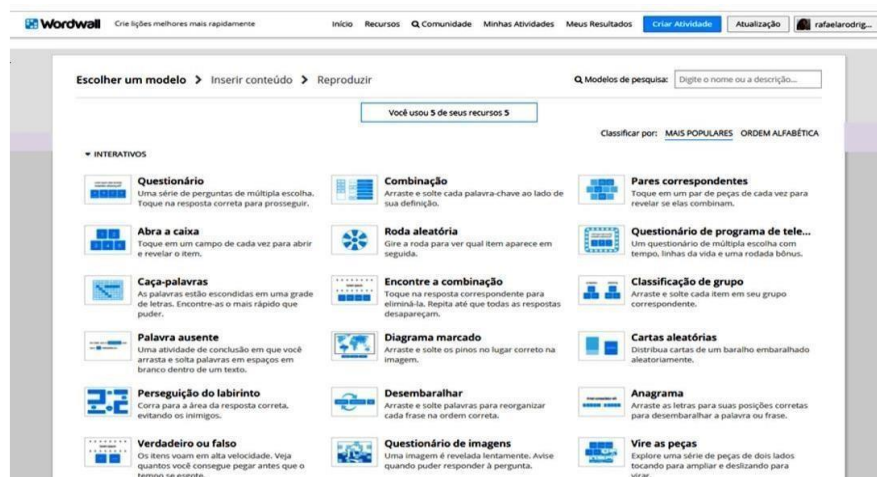 Wordwall Crie lições melhores mais rapidamente Início Recursos Comunidade Minhas Atividades Meus Resultados Criar Atividade Atualização rafaelarodrig...
Escolher um modelo > Inserir conteúdo > Reproduzir Modelos de pesquisa: Digite o nome ou a descrição...
Você usou 5 de seus recursos 5
Classificar por: MAIS POPULARES ORDEM ALFABÉTICA
INTERATIVOS
Questionário
Uma série de perguntas de múltipla escolha.
Toque na resposta correta para prosseguir.
Combinação
Arraste e solte cada palavra-chave ao lado de
sua definição.
Pares correspondentes
Toque em um par de peças de cada vez para
revelar se elas combinam.
Abra a caixa
Toque em um campo de cada vez para abrir
e revelar o item.
Roda aleatória
Gire a roda para ver qual item aparece em
seguida.
Questionário de programa de tele...
Um questionário de múltipla escolha com
tempo, linhas da vida e uma rodada bônus.
Caça-palavras
As palavras estão escondidas em uma grade
de letras. Encontre-as o mais rápido que
puder.
Encontre a combinação
Toque na resposta correspondente para
eliminá-la. Repita até que todas as respostas
desapareçam.
Classificação de grupo
Arraste e solte cada item em seu grupo
correspondente.
Palavra ausente
Uma atividade de conclusão em que você
arrasta e solta palavras em espaços em
branco dentro de um texto.
Diagrama marcado
Arraste e solte os pinos no lugar correto na
imagem.
Cartas aleatórias
Distribua cartas de um baralho embaralhado
aleatoriamente.
Perseguição do labirinto
Corra para a área da resposta correta,
evitando os inimigos.
Desembaralhar
Arraste e solte palavras para reorganizar
cada frase na ordem correta.
Anagrama
Arraste as letras para suas posições corretas
para desembaralhar a palavra ou frase.
Verdadeiro ou falso
Os itens voam em alta velocidade. Veja
quantos você consegue pegar antes que o
tempo se esgote.
Questionário de imagens
Uma imagem é revelada lentamente. Avise
quando puder responder à pergunta.
Vire as peças
Explore uma série de peças de dois lados
tocando para ampliar e deslizando para
virar.